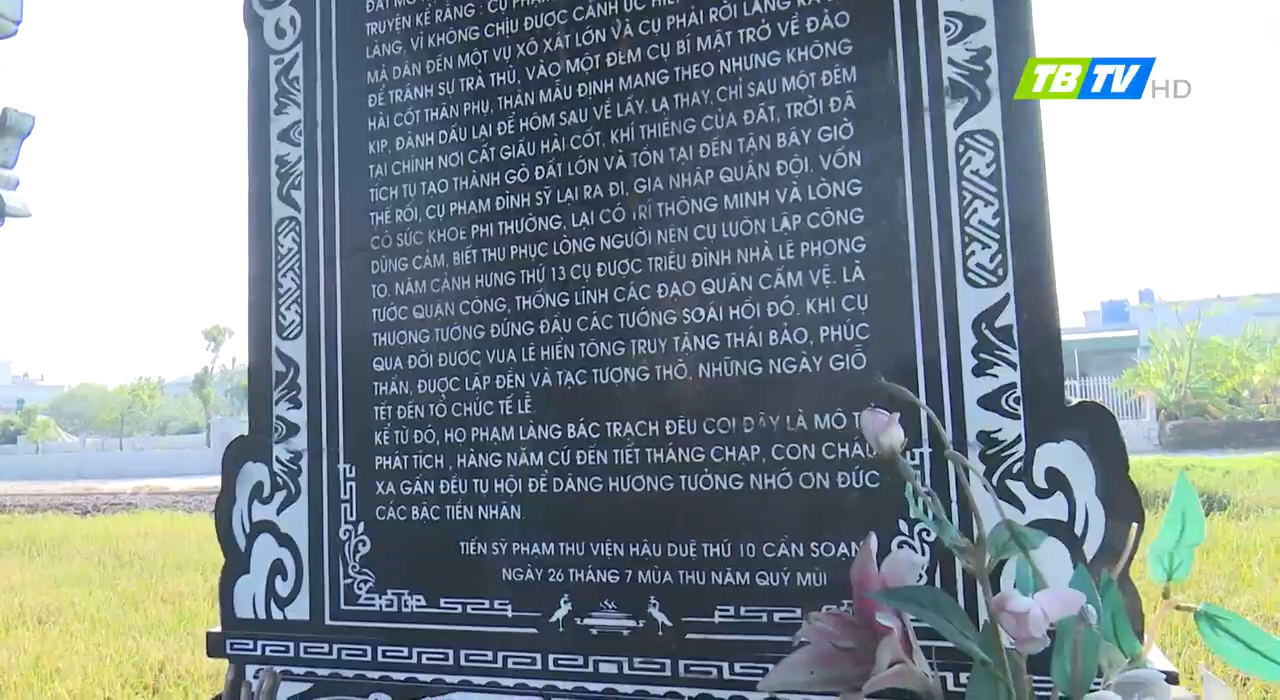 ĐẤT MỞ
TRUYỆN KỂ RẰNG : CỤ PHẠM
LÀNG, VÌ KHÔNG CHỊU ĐƯỢC CẢNH ỨC HIẾP
MÀ DẪN ĐẾN MỘT VỤ XÔ XÁT LỚN VÀ CỤ PHẢI RỜI LÀNG RA
ĐỂ TRÁNH SỰ TRẢ THÙ, VÀO MỘT ĐÊM CỤ BÍ MẬT TRỞ VỀ ĐÀO
HÀI CỐT THÂN PHỤ, THÂN MẪU ĐỊNH MANG THEO NHƯNG KHÔNG
KỊP, ĐÁNH DẤU LẠI ĐỂ HÔM SAU VỀ LẤY. LẠ THAY, CHỈ SAU MỘT ĐÊM
TẠI CHÍNH NƠI CẤT GIẤU HÀI CỐT, KHÍ THIÊNG CỦA ĐẤT, TRỜI ĐÃ
TÍCH TỤ TẠO THÀNH GÒ ĐẤT LỚN VÀ TỒN TẠI ĐẾN TẬN BÂY GIỜ
THẾ RỒI, CỤ PHẠM ĐÌNH SỸ LẠI RA ĐI, GIA NHẬP QUÂN ĐỘI. VỐN
CÓ SỨC KHOẺ PHI THƯỜNG, LẠI CÓ TRÍ THÔNG MINH VÀ LÒNG
DŨNG CẢM, BIẾT THU PHỤC LÒNG NGƯỜI NÊN CỤ LUÔN LẬP CÔNG
TO. NĂM CẢNH HƯNG THỨ 13 CỤ ĐƯỢC TRIỀU ĐÌNH NHÀ LÊ PHONG
TƯỚC QUẬN CÔNG, THỐNG LĨNH CÁC ĐẠO QUÂN CẤM VỆ. LÀ
THƯỢNG TƯỚNG ĐỨNG ĐẦU CÁC TƯỚNG SOÁI HỒI ĐÓ. KHI CỤ
QUA ĐỜI ĐƯỢC VUA LÊ HIỂN TÔNG TRUY TẶNG THÁI BẢO, PHÚC
THẦN, ĐƯỢC LẬP ĐỀN VÀ TẠC TƯỢNG THỜ, NHỮNG NGÀY GIỖ
TẾT ĐẾN TỔ CHỨC TẾ LỄ.
KỂ TỪ ĐÓ, HỌ PHẠM LÀNG BÁC TRẠCH ĐỀU COI ĐÂY LÀ MỘ TỔ
PHÁT TÍCH , HÀNG NĂM CỨ ĐẾN TIẾT THÁNG CHẠP, CON CHÁU
XA GẦN ĐỀU TỤ HỘI ĐỂ DÂNG HƯƠNG TƯỞNG NHỚ ƠN ĐỨC
CÁC BẬC TIỀN NHÂN.
TIẾN SỸ PHẠM THƯ VIỆN HẬU DUỆ THỨ 10 CẨN SOẠN
NGÀY 26 THÁNG 7 MÙA THU NĂM QUÝ MÙI
TBTV HD